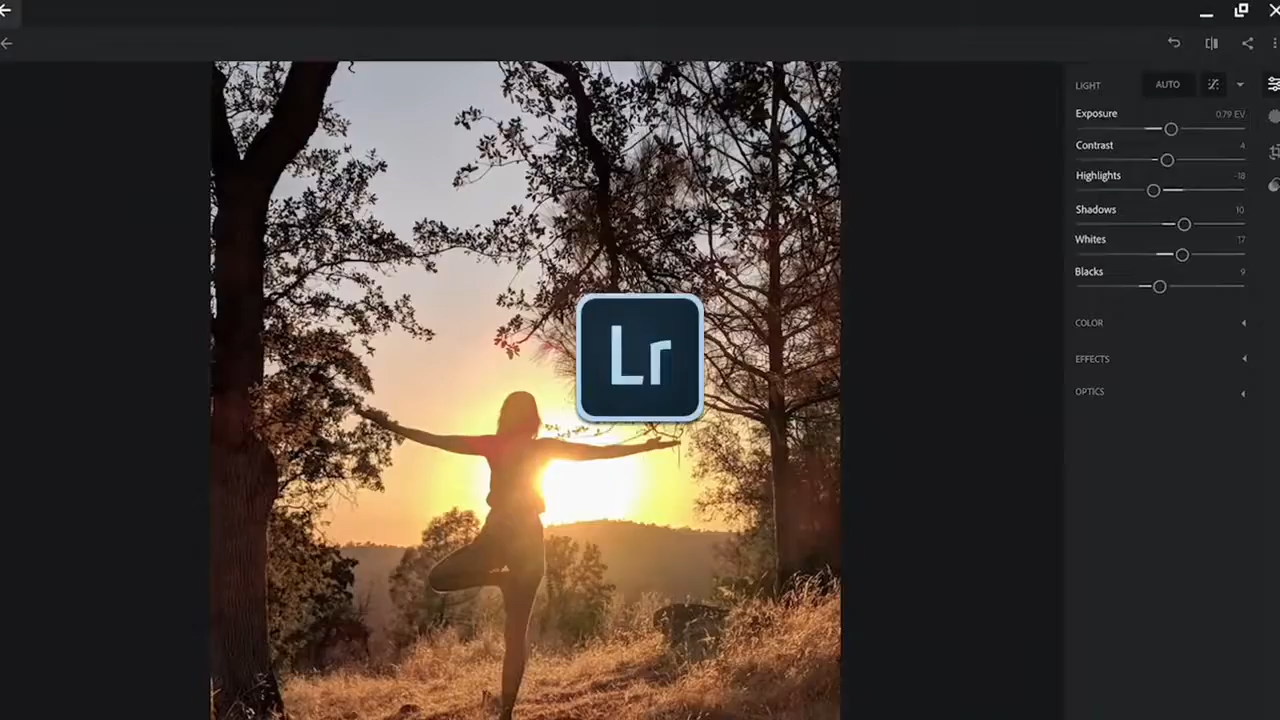 LIGHT AUTO
Exposure 0.79 EV
Contrast 4
Highlights -18
Shadows 10
Whites 17
Blacks 9
COLOR
EFFECTS
OPTICS
Lr